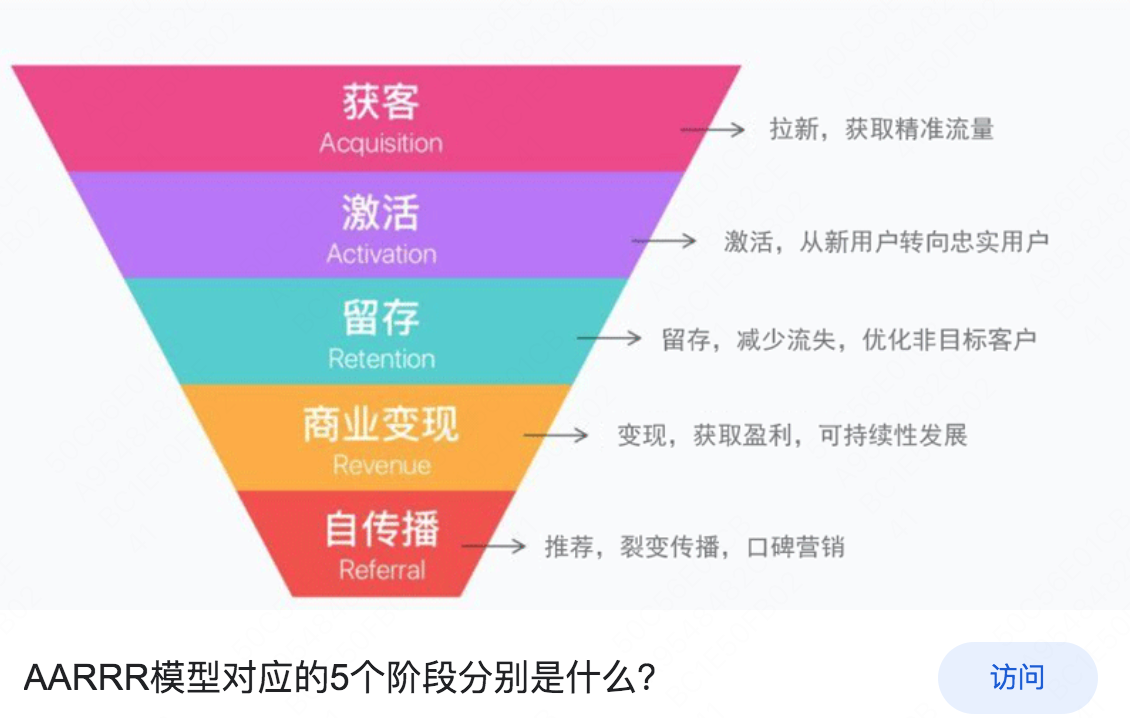 获客
Acquisition
拉新，获取精准流量
激活
Activation
激活，从新用户转向忠实用户
留存
Retention
留存，减少流失，优化非目标客户
商业变现
Revenue
变现，获取盈利，可持续性发展
自传播
Referral
推荐，裂变传播，口碑营销
AARRR模型对应的5个阶段分别是什么?
访问